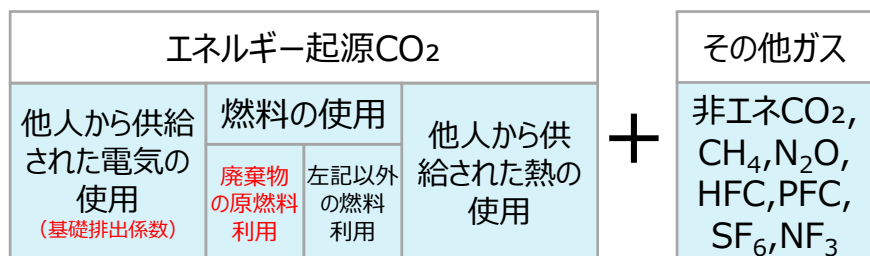 エネルギー起源CO₂
他人から供給
された電気の
使用
（基礎排出係数）
燃料の使用
廃棄物
の原燃料
利用
左記以外
の燃料
利用
他人から供
給された熱の
使用
＋
その他ガス
非エネCO₂,
CH₄,N₂O,
HFC,PFC,
SF₆,NF₃